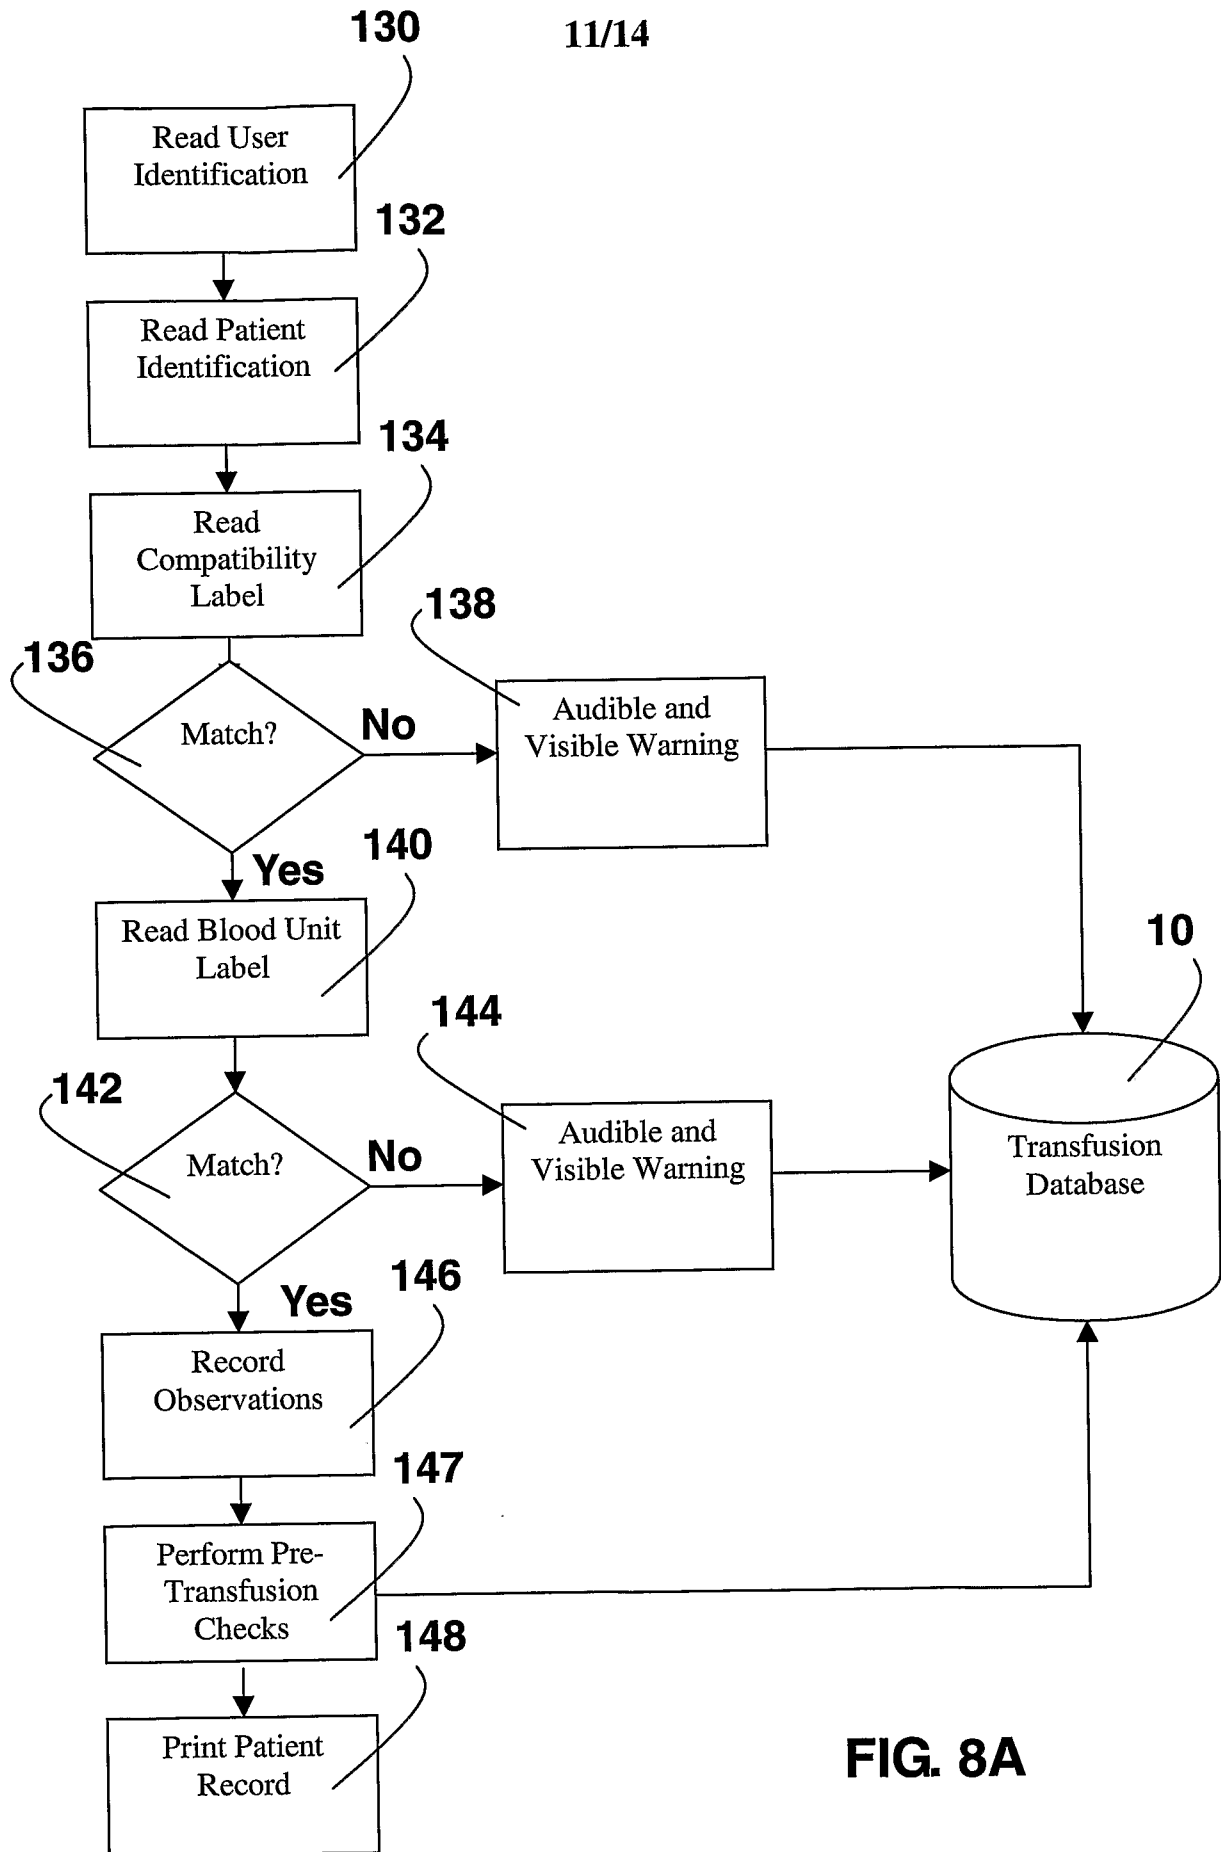 130
11/14
Read User
Identification
132
Read Patient
Identification
134
Read
Compatibility
Label
138
136
Audible and
Visible Warning
Match?
No
140
Yes
Read Blood Unit
Label
10
144
142
Audible and
Visible Warning
Match?
No
Transfusion
Database
146
Yes
Record
Observations
147
Perform Pre-
Transfusion
Checks
148
Print Patient
Record
FIG. 8A